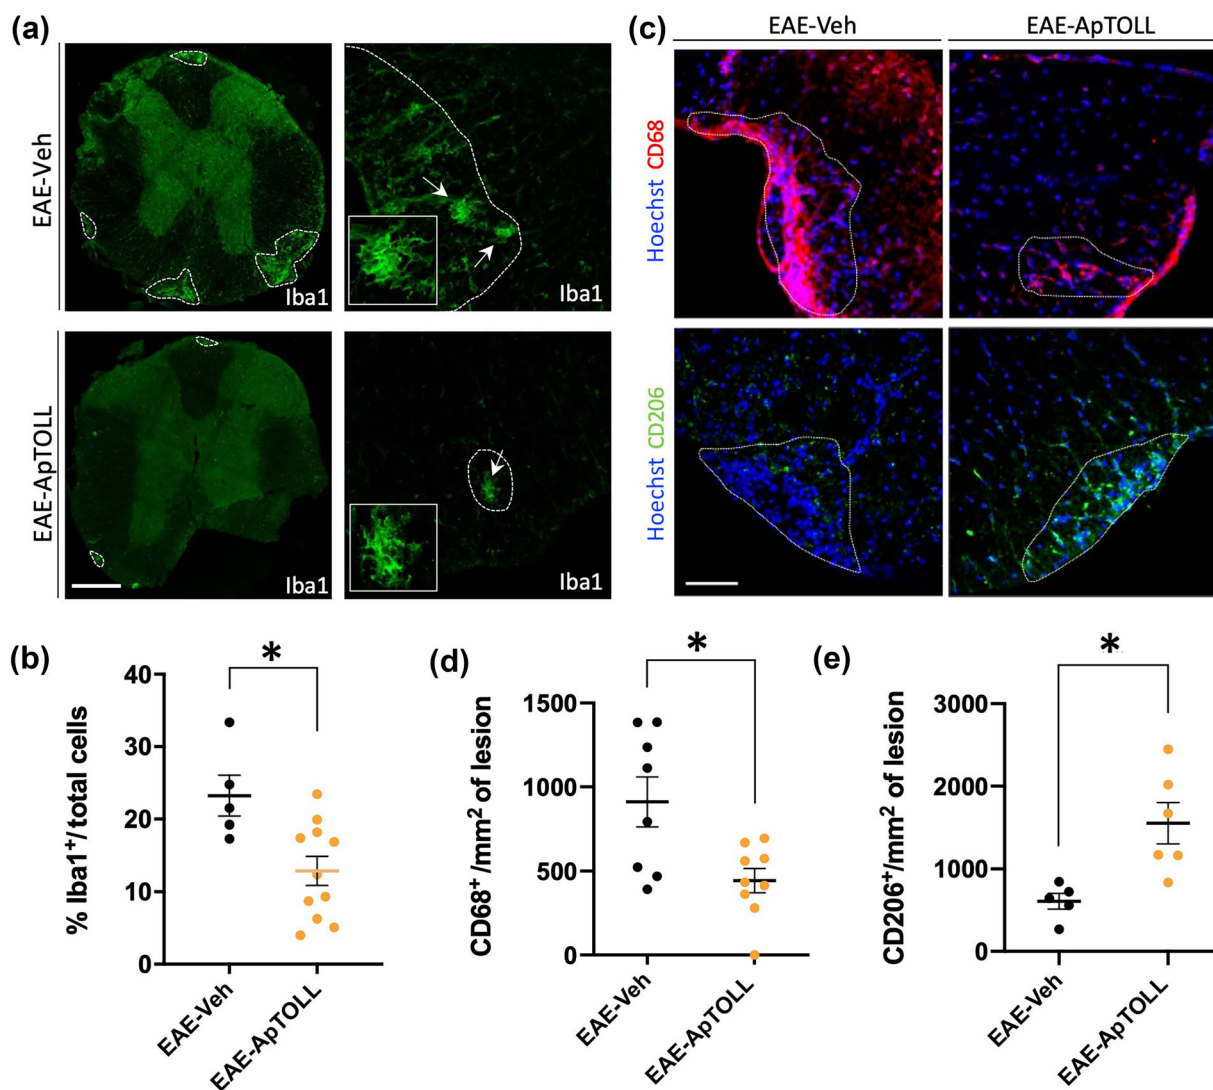 (a)
EAE-Veh
Iba1
Iba1
EAE-ApTOLL
Iba1
Iba1
(c)
EAE-Veh
EAE-ApTOLL
Hoechst CD68
Hoechst CD206
(b)
% Iba1⁺/total cells
40
30
20
10
0
*
EAE-Veh
EAE-ApTOLL
(d)
CD68⁺/mm² of lesion
1500
1000
500
0
*
EAE-Veh
EAE-ApTOLL
(e)
CD206⁺/mm² of lesion
3000
2000
1000
0
*
EAE-Veh
EAE-ApTOLL